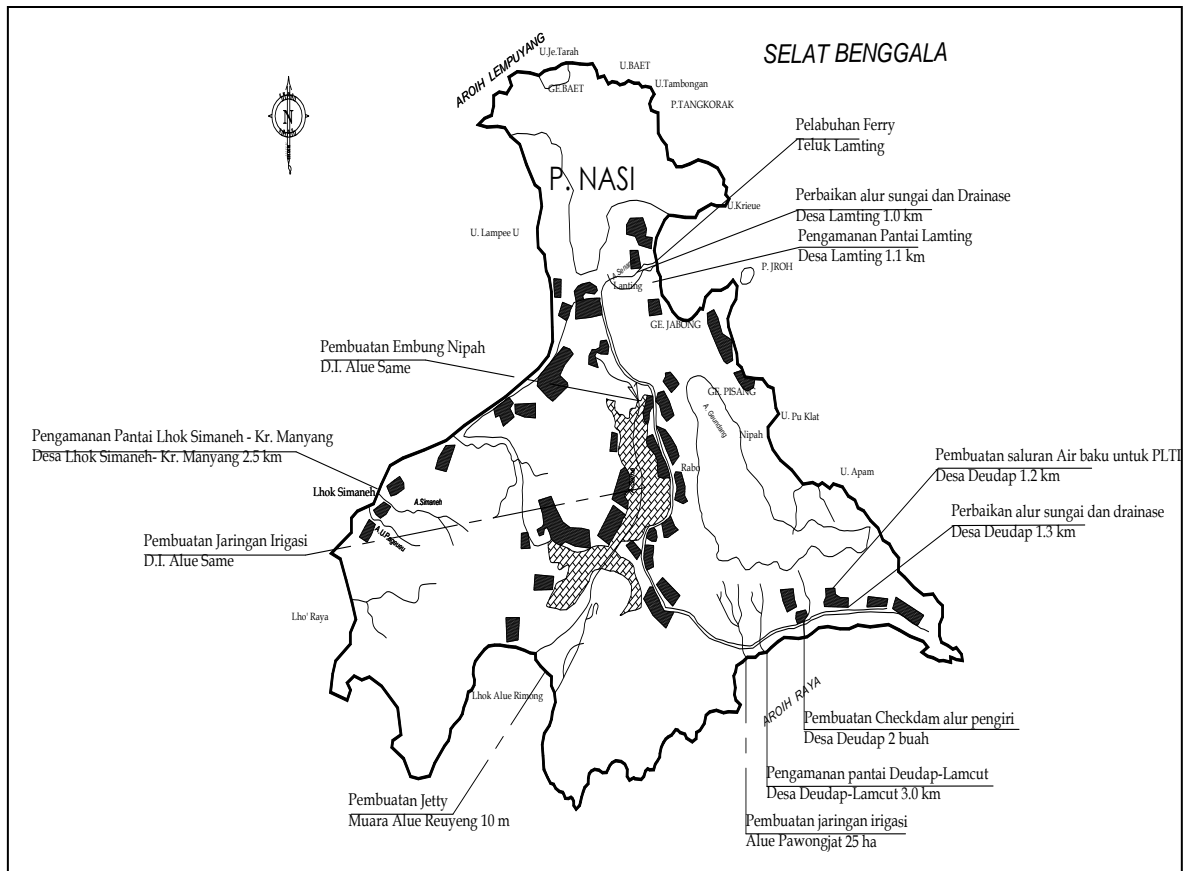 SELAT BENGGALA
AROIH LEMPUYANG
U.Je.Tarah
GE.BAET
U.BAET
U.Tambongan
P.TANGKORAK
N
P. NASI
Pelabuhan Ferry
Teluk Lamting
U.Krieue
Perbaikan alur sungai dan Drainase
Desa Lamting 1.0 km
U. Lampee U
Pengamanan Pantai Lamting
Desa Lamting 1.1 km
P. JROH
Lanting
GE. JABONG
Pembuatan Embung Nipah
D.I. Alue Same
GE. PISANG
A. Geundang
U. Pu Klat
Nipah
Pengamanan Pantai Lhok Simaneh - Kr. Manyang
Desa Lhok Simaneh- Kr. Manyang 2.5 km
Rabo
U. Apam
Pembuatan saluran Air baku untuk PLTD
Desa Deudap 1.2 km
Lhok Simaneh
A.Simaneh
Perbaikan alur sungai dan drainase
Desa Deudap 1.3 km
Pembuatan Jaringan Irigasi
D.I. Alue Same
Lho' Raya
Lhok Alue Rimong
AROIH RAYA
Pembuatan Checkdam alur pengiri
Desa Deudap 2 buah
Pengamanan pantai Deudap-Lamcut
Desa Deudap-Lamcut 3.0 km
Pembuatan Jetty
Muara Alue Reuyeng 10 m
Pembuatan jaringan irigasi
Alue Pawongjat 25 ha